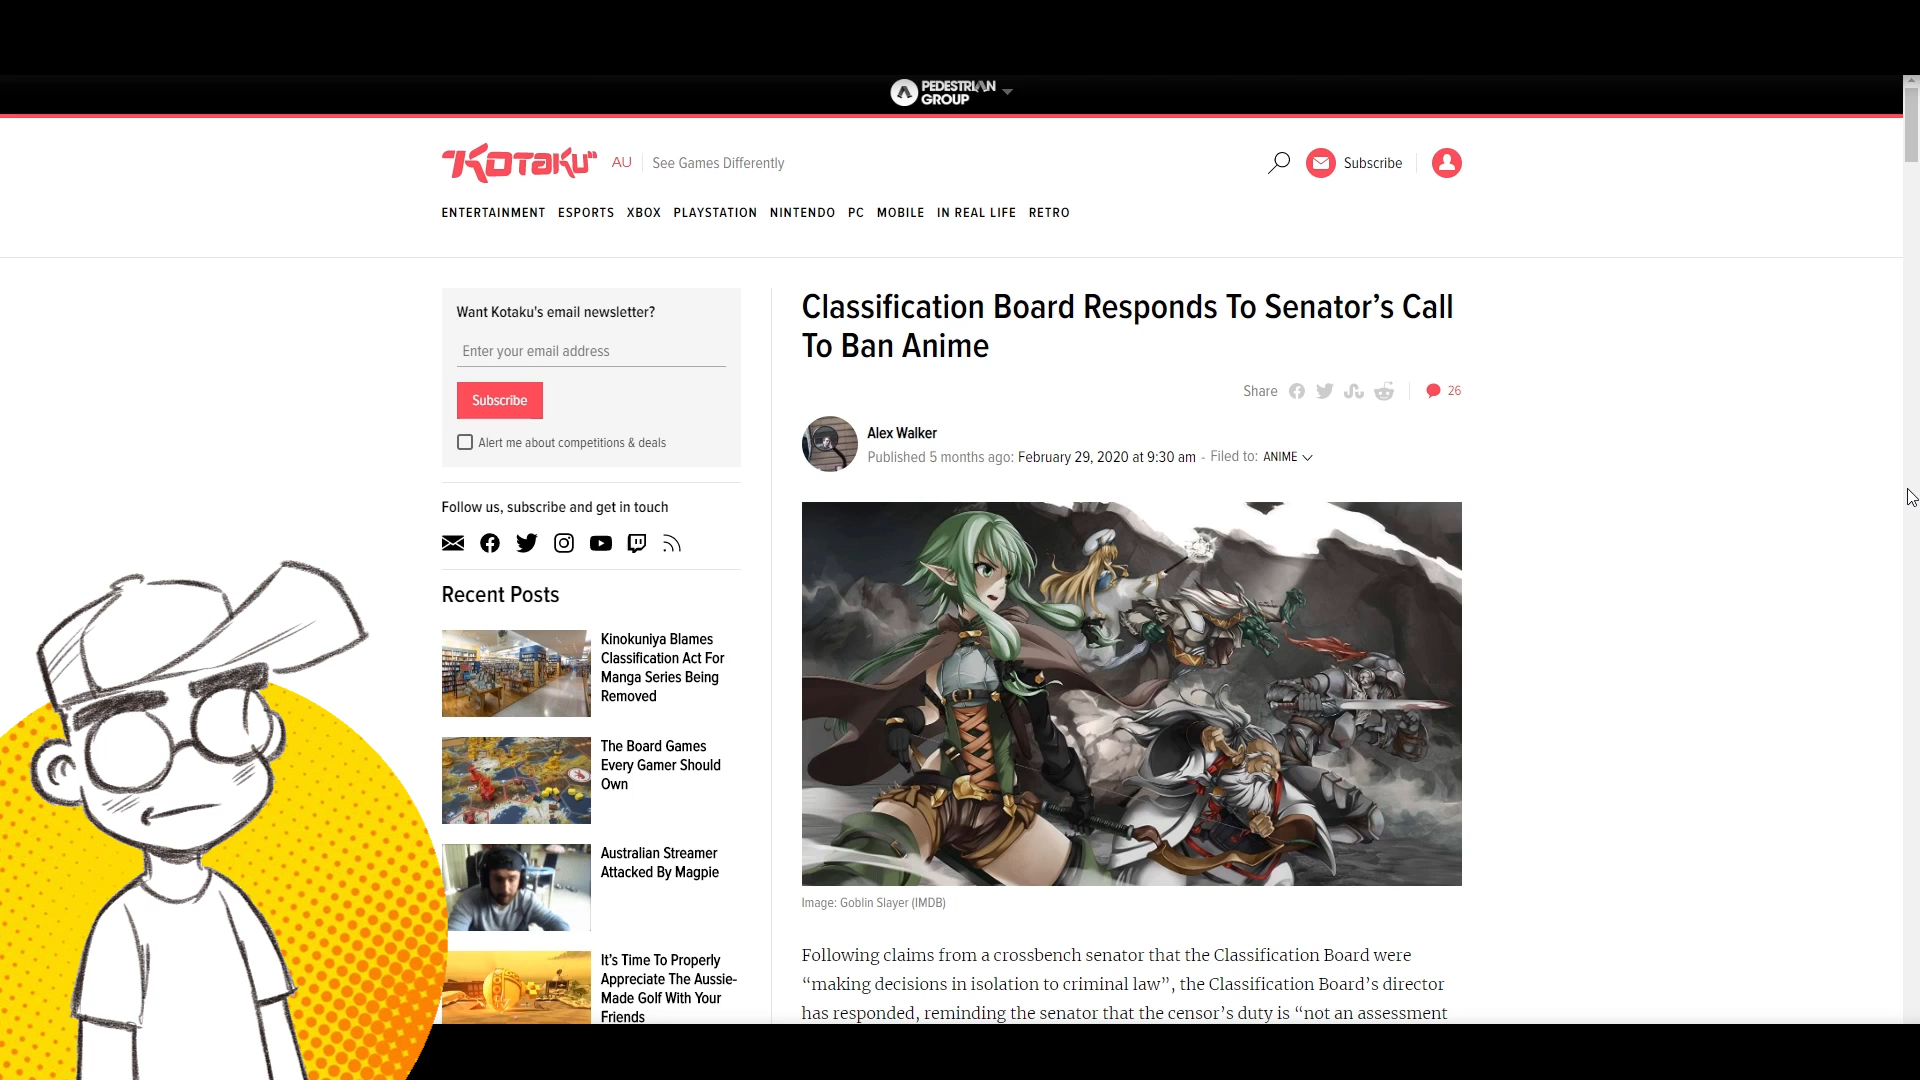 PEDESTRIAN
GROUP
KOTAKU AU See Games Differently
Subscribe
ENTERTAINMENT ESPORTS XBOX PLAYSTATION NINTENDO PC MOBILE IN REAL LIFE RETRO
Want Kotaku's email newsletter?
Enter your email address
Subscribe
Alert me about competitions & deals
Follow us, subscribe and get in touch
Recent Posts
Kinokuniya Blames
Classification Act For
Manga Series Being
Removed
The Board Games
Every Gamer Should
Own
Australian Streamer
Attacked By Magpie
It's Time To Properly
Appreciate The Aussie-
Made Golf With Your
Friends
Classification Board Responds To Senator's Call
To Ban Anime
Share 26
Alex Walker
Published 5 months ago: February 29, 2020 at 9:30 am - Filed to: ANIME
Image: Goblin Slayer (IMDB)
Following claims from a crossbench senator that the Classification Board were
“making decisions in isolation to criminal law”, the Classification Board's director
has responded, reminding the senator that the censor's duty is “not an assessment